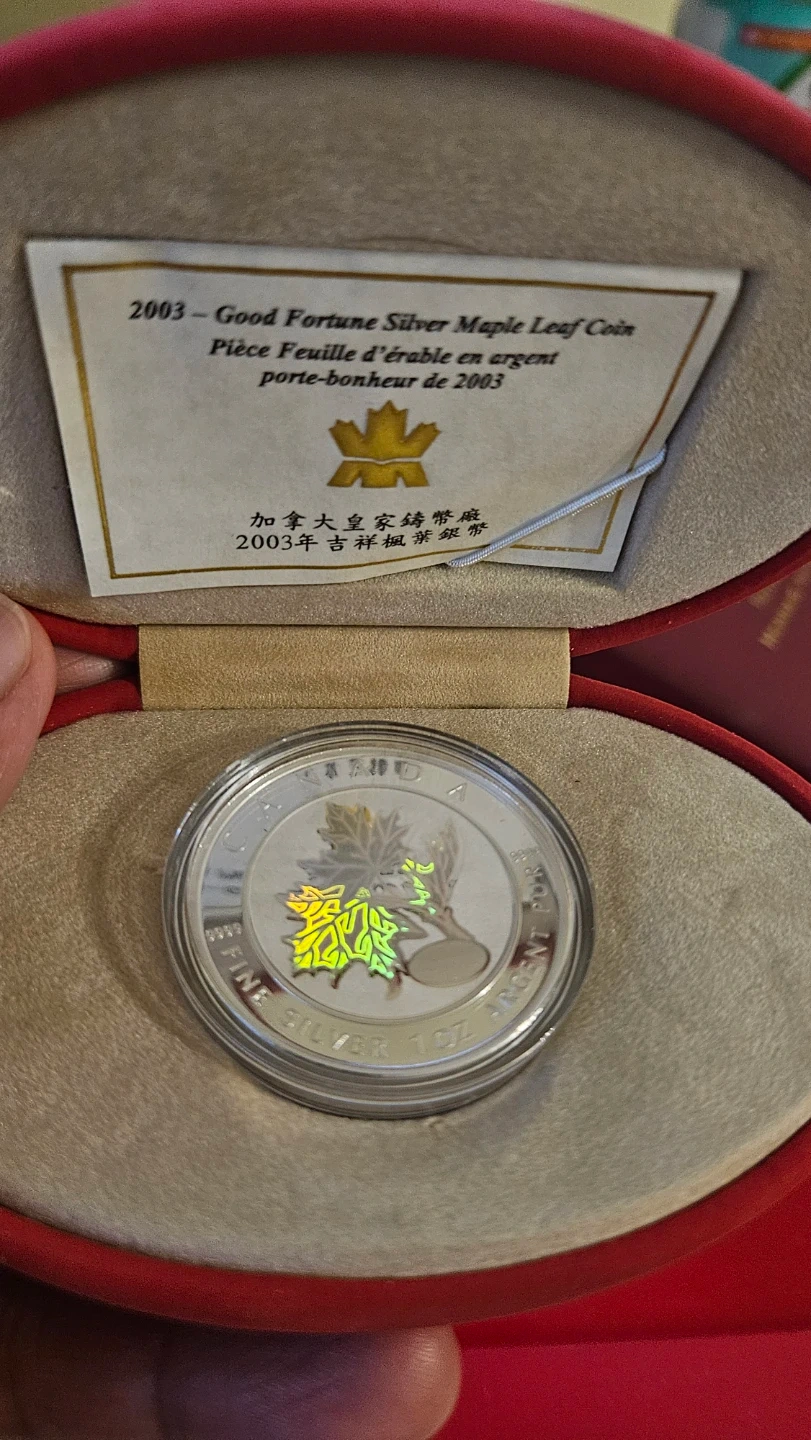 2003 – Good Fortune Silver Maple Leaf Coin
Pièce Feuille d'érable en argent
porte-bonheur de 2003
加拿大皇家鑄幣廠
2003年吉祥楓葉銀幣
CANADA
9999
FINE SILVER 1 OZ ARGENT PUR